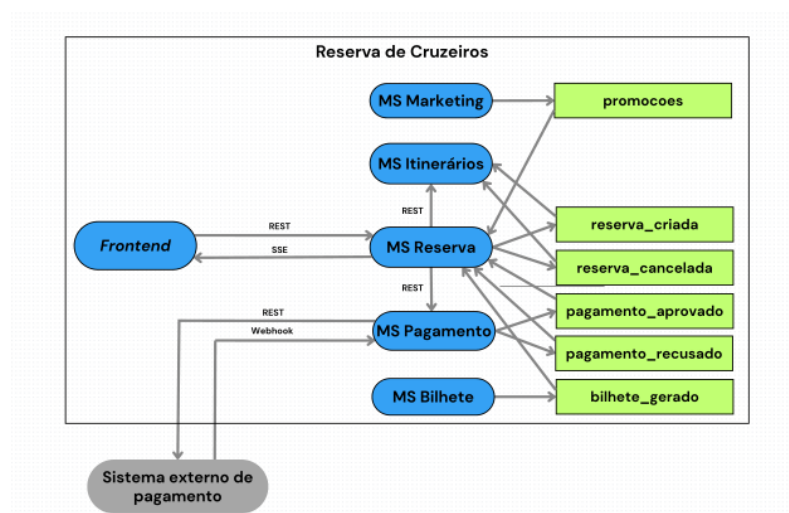 Reserva de Cruzeiros
MS Marketing
promocoes
MS Itinerários
REST
reserva_criada
REST
Frontend
MS Reserva
SSE
reserva_cancelada
REST
REST
pagamento_aprovado
Webhook
MS Pagamento
pagamento_recusado
MS Bilhete
bilhete_gerado
Sistema externo de
pagamento